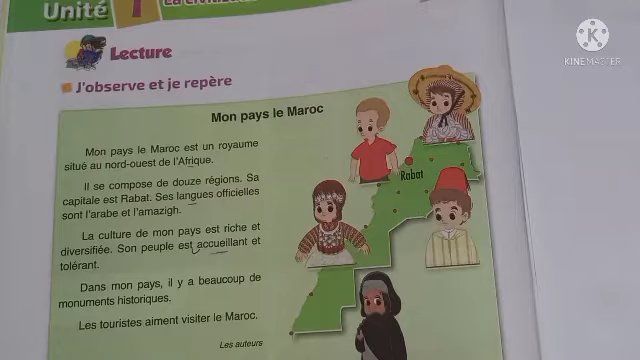 Unité 1
Lecture
J'observe et je repère
Mon pays le Maroc
Mon pays le Maroc est un royaume
situé au nord-ouest de l'Afrique.
Il se compose de douze régions. Sa
capitale est Rabat. Ses langues officielles
sont l'arabe et l'amazigh.
La culture de mon pays est riche et
diversifiée. Son peuple est accueillant et
tolérant.
Dans mon pays, il y a beaucoup de
monuments historiques.
Les touristes aiment visiter le Maroc.
Les auteurs
Rabat
K
KINEMASTER